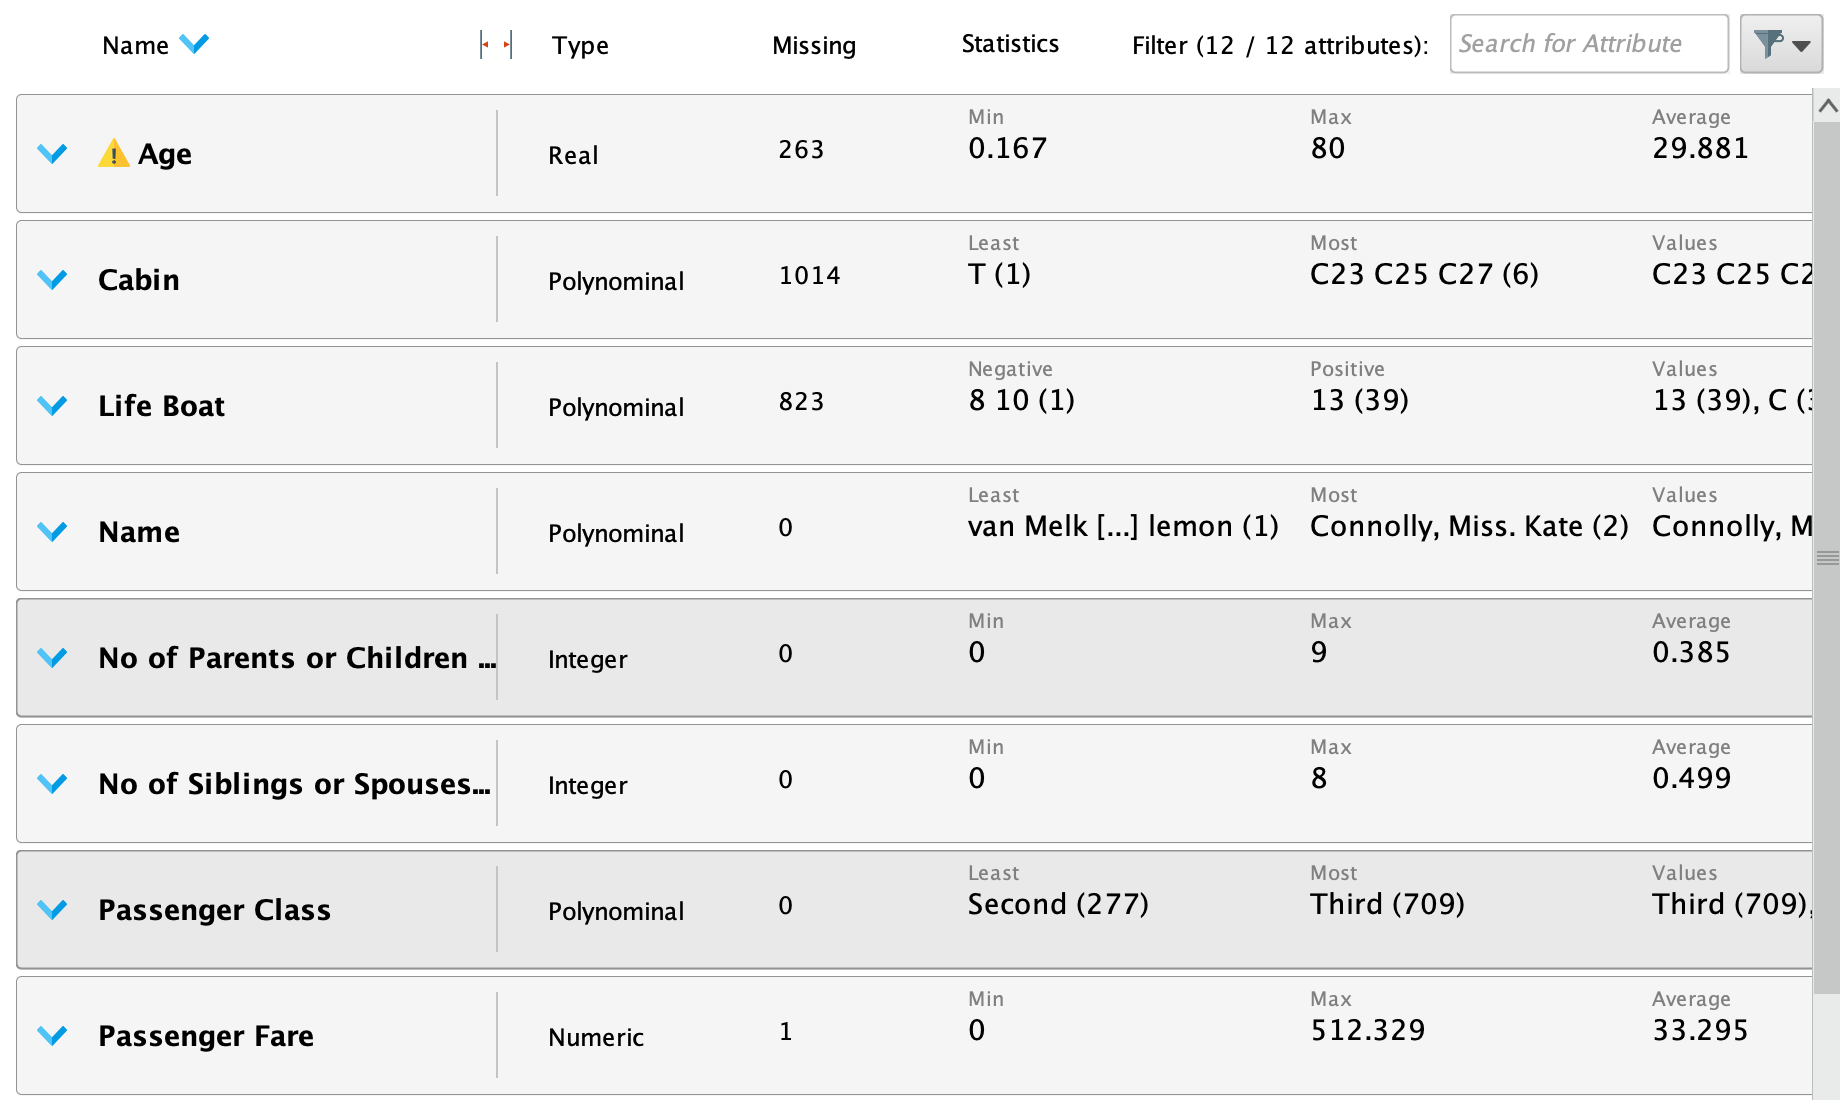 Name Type Missing Statistics Filter (12 / 12 attributes): Search for Attribute
Min Max Average
Age Real 263 0.167 80 29.881
Least Most Values
Cabin Polynominal 1014 T (1) C23 C25 C27 (6) C23 C25 C2
Negative Positive Values
Life Boat Polynominal 823 8 10 (1) 13 (39) 13 (39), C (3
Least Most Values
Name Polynominal 0 van Melk [...] lemon (1) Connolly, Miss. Kate (2) Connolly, M
Min Max Average
No of Parents or Children ... Integer 0 0 9 0.385
Min Max Average
No of Siblings or Spouses... Integer 0 0 8 0.499
Least Most Values
Passenger Class Polynominal 0 Second (277) Third (709) Third (709),
Min Max Average
Passenger Fare Numeric 1 0 512.329 33.295